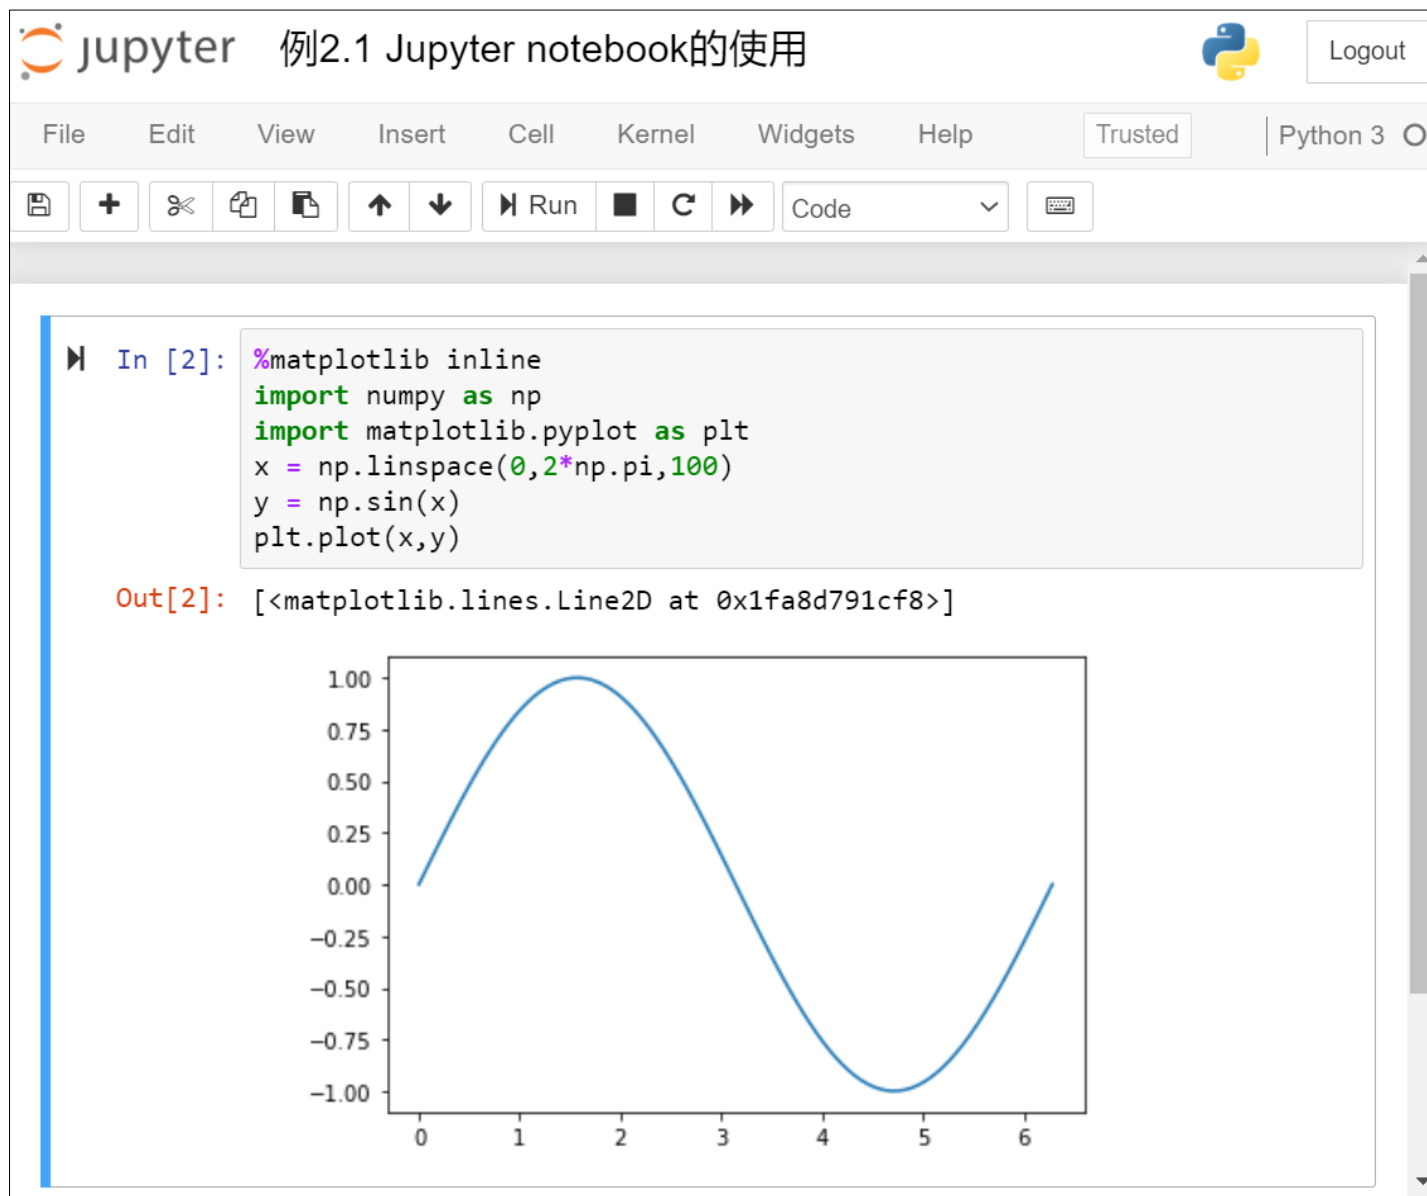 jupyter 例2.1 Jupyter notebook的使用 Logout
File Edit View Insert Cell Kernel Widgets Help Trusted Python 3
Run Code
In [2]: %matplotlib inline
import numpy as np
import matplotlib.pyplot as plt
x = np.linspace(0,2*np.pi,100)
y = np.sin(x)
plt.plot(x,y)
Out[2]: [<matplotlib.lines.Line2D at 0x1fa8d791cf8>]
1.00
0.75
0.50
0.25
0.00
−0.25
−0.50
−0.75
−1.00
0 1 2 3 4 5 6